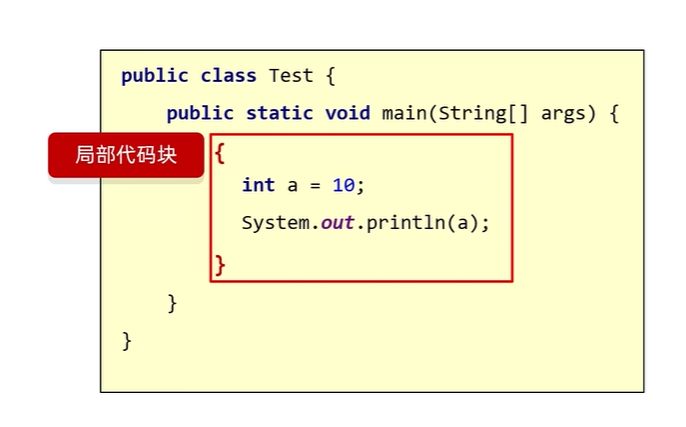 public class Test {
public static void main(String[] args) {
局部代码块
{
int a = 10;
System.out.println(a);
}
}
}